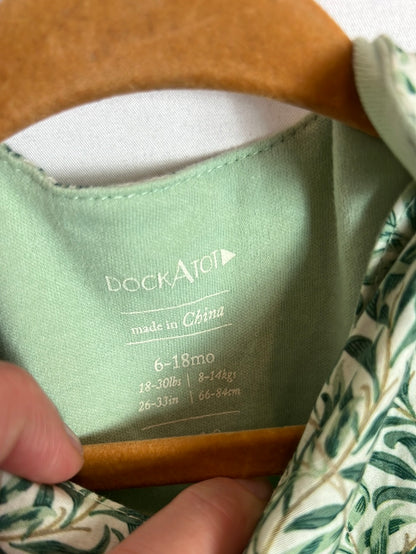 DOCKATOT
made in China
6-18mo
18-30lbs | 8-14kgs
26-33in | 66-84cm